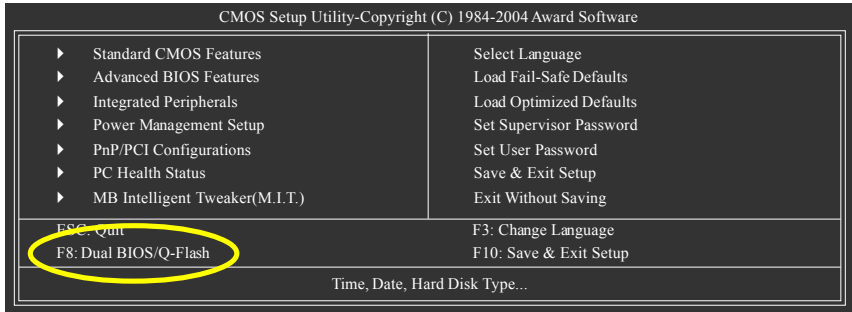 CMOS Setup Utility-Copyright (C) 1984-2004 Award Software
Standard CMOS Features
Advanced BIOS Features
Integrated Peripherals
Power Management Setup
PnP/PCI Configurations
PC Health Status
MB Intelligent Tweaker(M.I.T.)
Select Language
Load Fail-Safe Defaults
Load Optimized Defaults
Set Supervisor Password
Set User Password
Save & Exit Setup
Exit Without Saving
ESC: Quit
F3: Change Language
F8: Dual BIOS/Q-Flash
F10: Save & Exit Setup
Time, Date, Hard Disk Type...